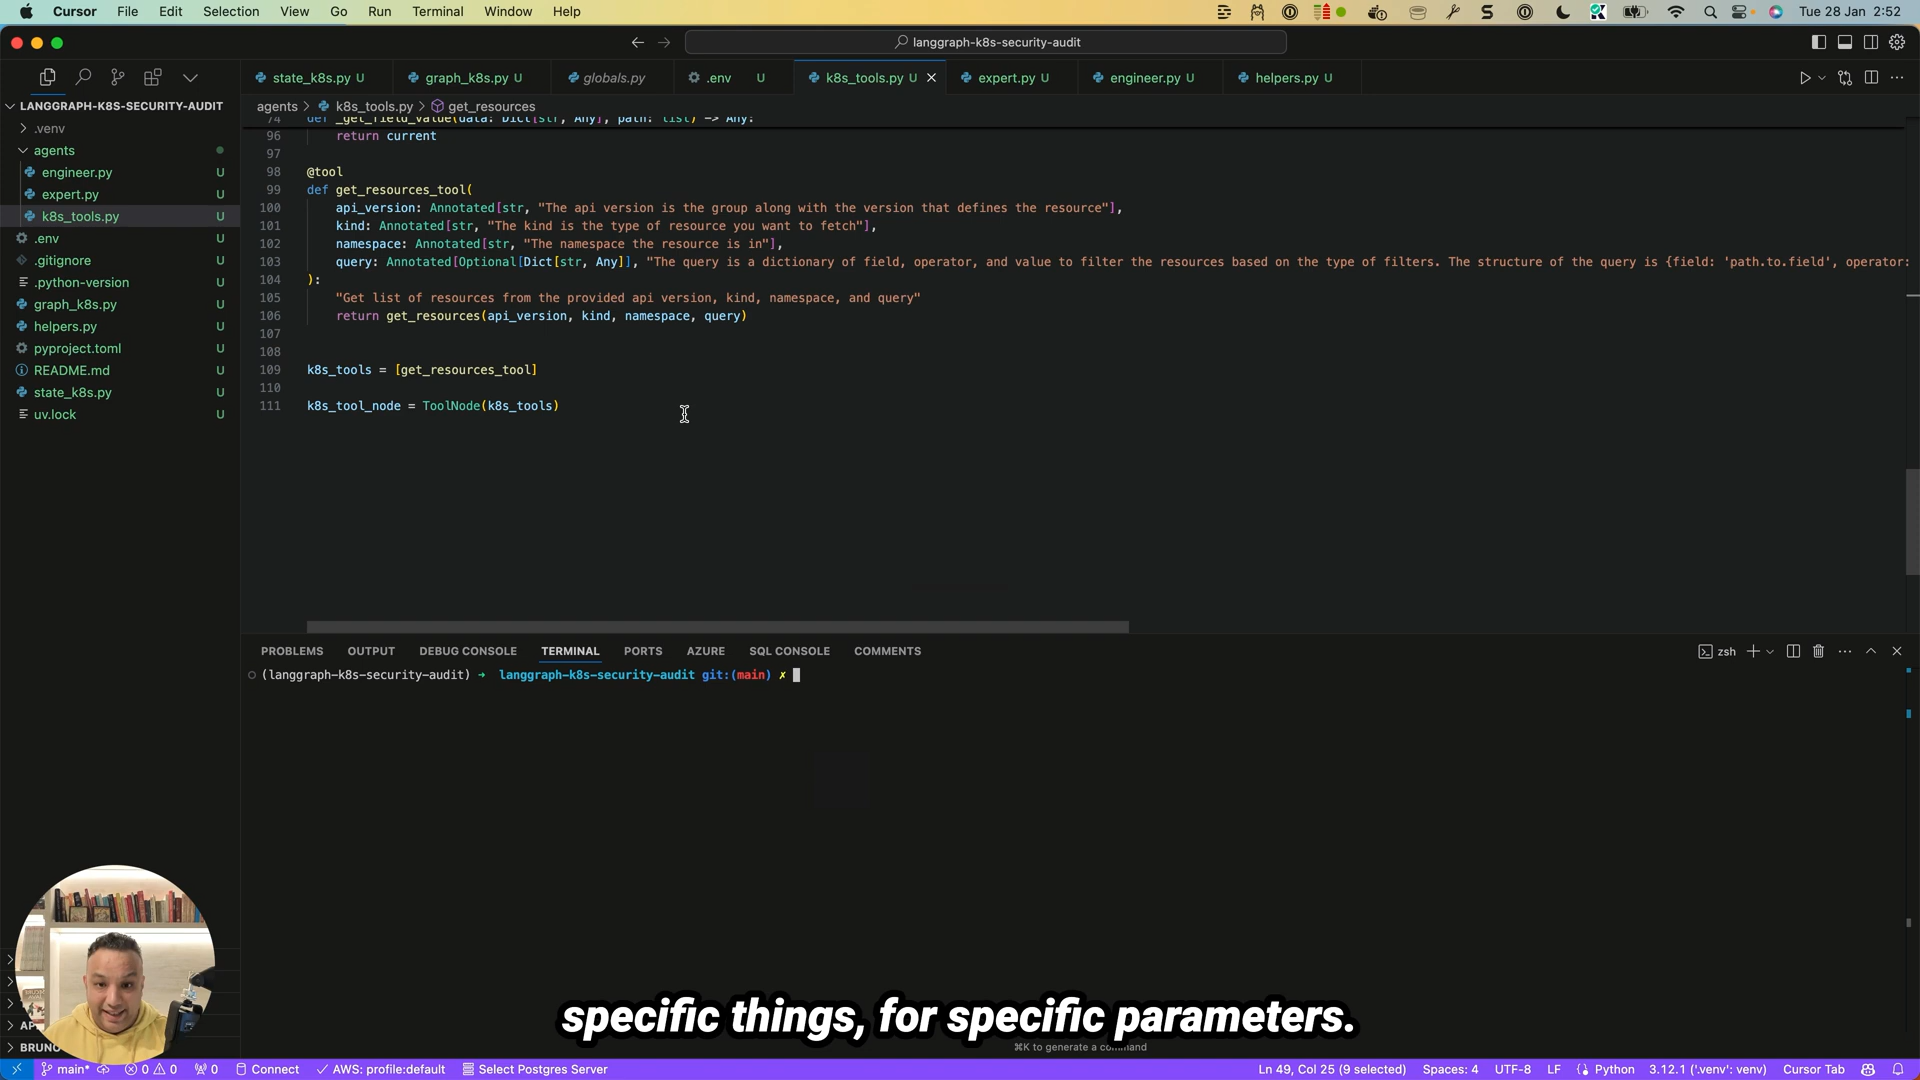 Cursor File Edit Selection View Go Run Terminal Window Help Tue 28 Jan 2:52
langgraph-k8s-security-audit
state_k8s.py U graph_k8s.py U globals.py .env U k8s_tools.py U expert.py U engineer.py U helpers.py U
LANGGRAPH-K8S-SECURITY-AUDIT
.venv
agents
engineer.py U
expert.py U
k8s_tools.py U
.env U
.gitignore U
.python-version U
graph_k8s.py U
helpers.py U
pyproject.toml U
README.md U
state_k8s.py U
uv.lock U
agents > k8s_tools.py > get_resources
74 def _get_field_value(data: Dict[str, Any], path: list) -> Any:
96 return current
97
98 @tool
99 def get_resources_tool(
100 api_version: Annotated[str, "The api version is the group along with the version that defines the resource"],
101 kind: Annotated[str, "The kind is the type of resource you want to fetch"],
102 namespace: Annotated[str, "The namespace the resource is in"],
103 query: Annotated[Optional[Dict[str, Any]], "The query is a dictionary of field, operator, and value to filter the resources based on the type of filters. The structure of the query is {field: 'path.to.field', operator:
104 ):
105 "Get list of resources from the provided api version, kind, namespace, and query"
106 return get_resources(api_version, kind, namespace, query)
107
108
109 k8s_tools = [get_resources_tool]
110
111 k8s_tool_node = ToolNode(k8s_tools)
PROBLEMS OUTPUT DEBUG CONSOLE TERMINAL PORTS AZURE SQL CONSOLE COMMENTS zsh
(langgraph-k8s-security-audit) → langgraph-k8s-security-audit git:(main) ✗
specific things, for specific parameters.
⌘K to generate a command
BRUNO
main* 0 0 0 Connect AWS: profile:default Select Postgres Server Ln 49, Col 25 (9 selected) Spaces: 4 UTF-8 LF Python 3.12.1 ('.venv': venv) Cursor Tab